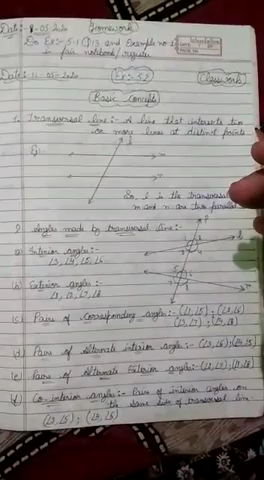 Date:- 9-05-2020 Homework
Do Ex:- 5.1 Q 13 and Example no-1
in fair notebook/register
Date:- 11-05-2020 Ex:- 5.2 Classwork
Basic Concepts
1. Transversal line:- A line that intersects two
or more lines at distinct points.
Eg:
l
m
n
So, l is the transversal
m and n are two parallel
2. Angles made by transversal line:-
(a) Interior angles:-
∠3, ∠4, ∠5, ∠6
(b) Exterior angles:-
∠1, ∠2, ∠7, ∠8
(c) Pairs of Corresponding angles:- (∠1, ∠5); (∠2, ∠6)
(∠3, ∠7); (∠4, ∠8)
(d) Pairs of Alternate interior angles:- (∠3, ∠6); (∠4, ∠5)
(e) Pairs of Alternate Exterior angles:- (∠1, ∠8)
(f) Co-interior angles:- Pairs of interior angles on
the same side of transversal line.